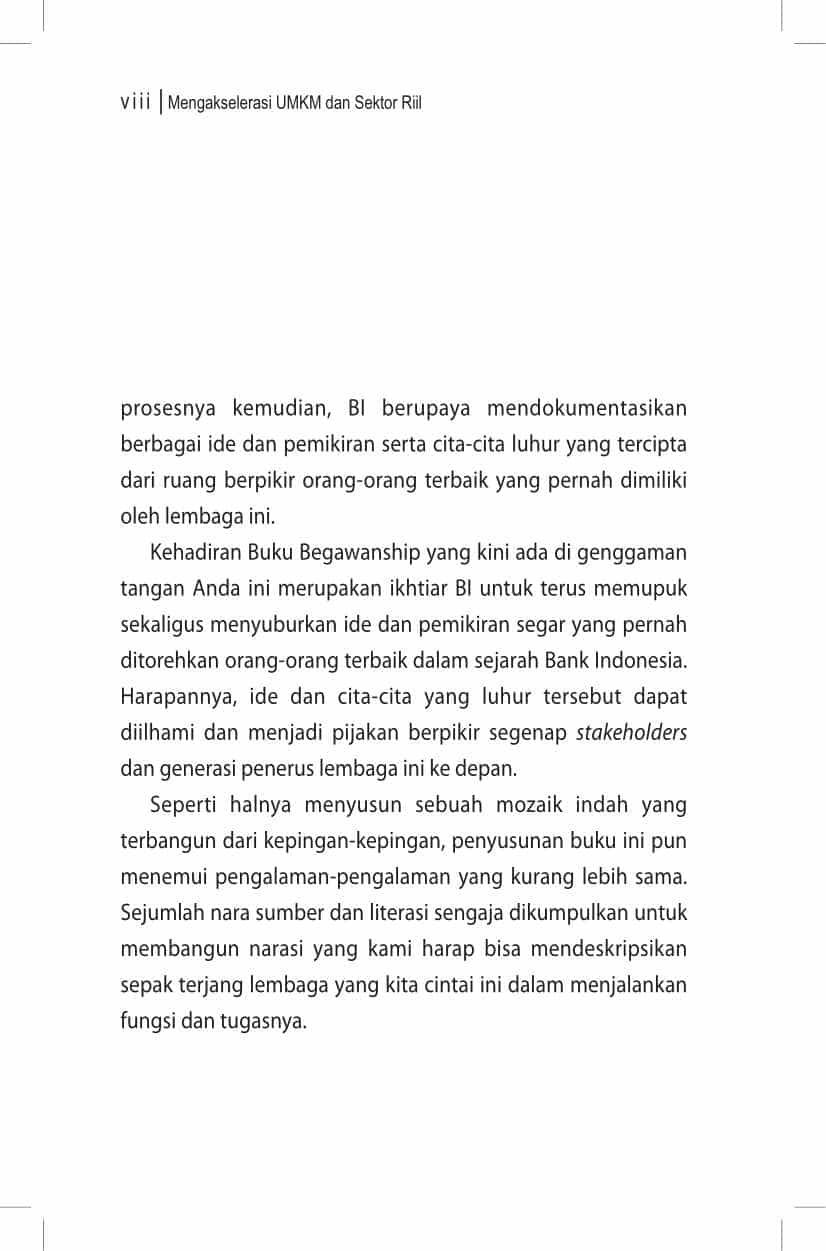 viii | Mengakselerasi UMKM dan Sektor Riil
prosesnya kemudian, BI berupaya mendokumentasikan
berbagai ide dan pemikiran serta cita-cita luhur yang tercipta
dari ruang berpikir orang-orang terbaik yang pernah dimiliki
oleh lembaga ini.
Kehadiran Buku Begawanship yang kini ada di genggaman
tangan Anda ini merupakan ikhtiar BI untuk terus memupuk
sekaligus menyuburkan ide dan pemikiran segar yang pernah
ditorehkan orang-orang terbaik dalam sejarah Bank Indonesia.
Harapannya, ide dan cita-cita yang luhur tersebut dapat
diilhami dan menjadi pijakan berpikir segenap stakeholders
dan generasi penerus lembaga ini ke depan.
Seperti halnya menyusun sebuah mozaik indah yang
terbangun dari kepingan-kepingan, penyusunan buku ini pun
menemui pengalaman-pengalaman yang kurang lebih sama.
Sejumlah nara sumber dan literasi sengaja dikumpulkan untuk
membangun narasi yang kami harap bisa mendeskripsikan
sepak terjang lembaga yang kita cintai ini dalam menjalankan
fungsi dan tugasnya.